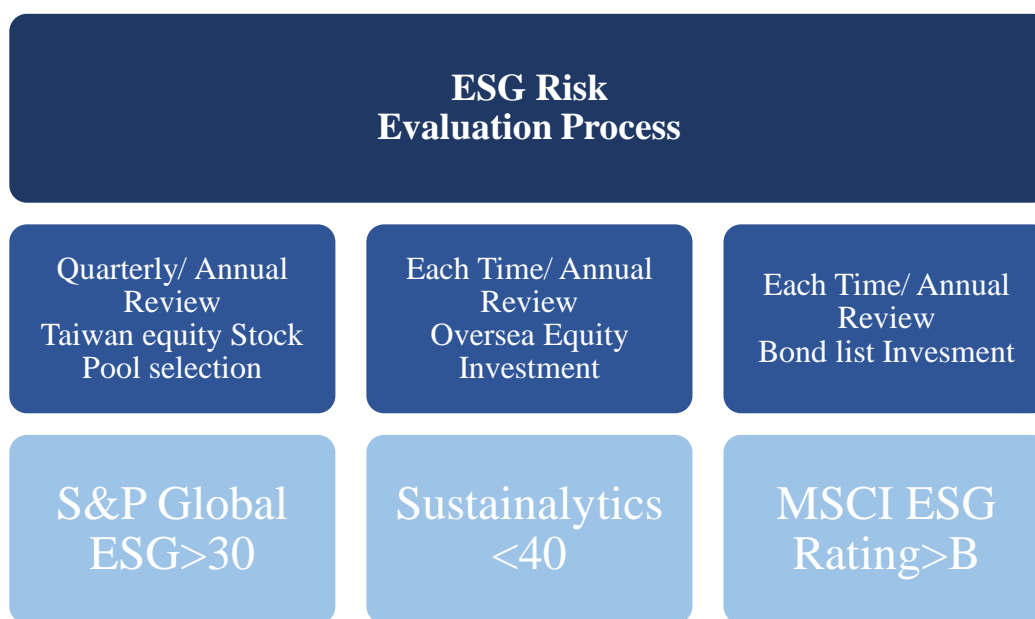 ESG Risk
Evaluation Process
Quarterly/ Annual
Review
Taiwan equity Stock
Pool selection
Each Time/ Annual
Review
Oversea Equity
Investment
Each Time/ Annual
Review
Bond list Invesment
S&P Global
ESG>30
Sustainalytics
<40
MSCI ESG
Rating>B